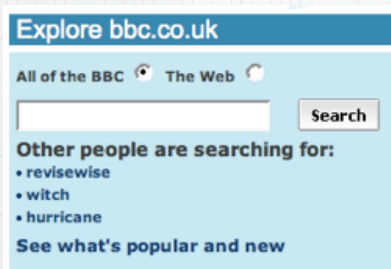 Explore bbc.co.uk
All of the BBC The Web
Search
Other people are searching for:
• revisewise
• witch
• hurricane
See what's popular and new